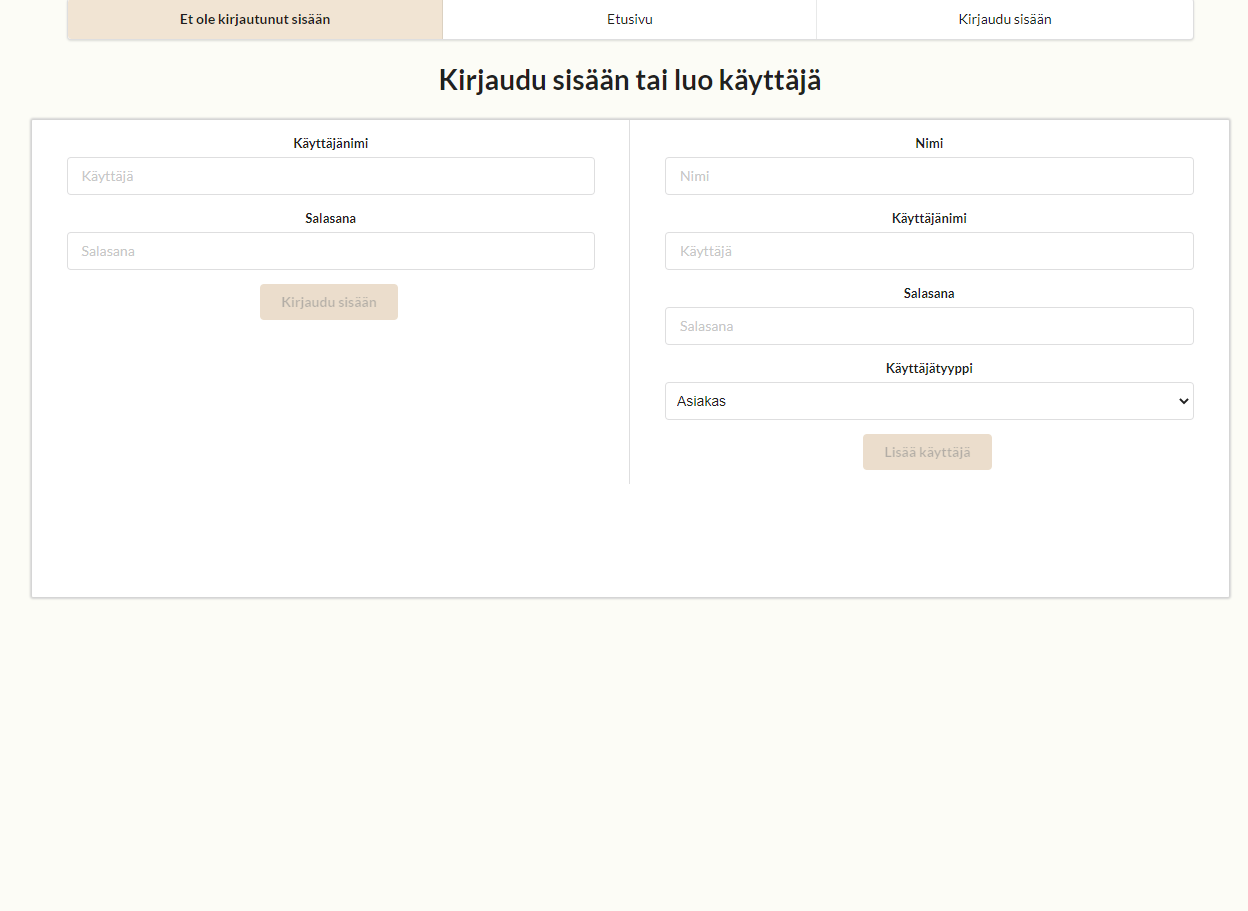 Et ole kirjautunut sisään
Etusivu
Kirjaudu sisään
Kirjaudu sisään tai luo käyttäjä
Käyttäjänimi
Käyttäjä
Salasana
Salasana
Kirjaudu sisään
Nimi
Nimi
Käyttäjänimi
Käyttäjä
Salasana
Salasana
Käyttäjätyyppi
Asiakas
Lisää käyttäjä